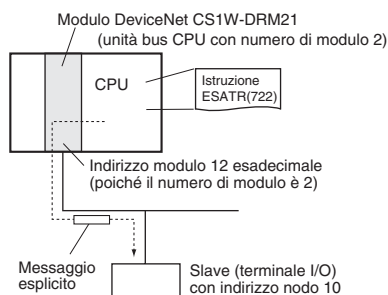 Modulo DeviceNet CS1W-DRM21
(unità bus CPU con numero di modulo 2)
CPU
Istruzione
ESATR(722)
Indirizzo modulo 12 esadecimale
(poiché il numero di modulo è 2)
Messaggio
esplicito
Slave (terminale I/O)
con indirizzo nodo 10